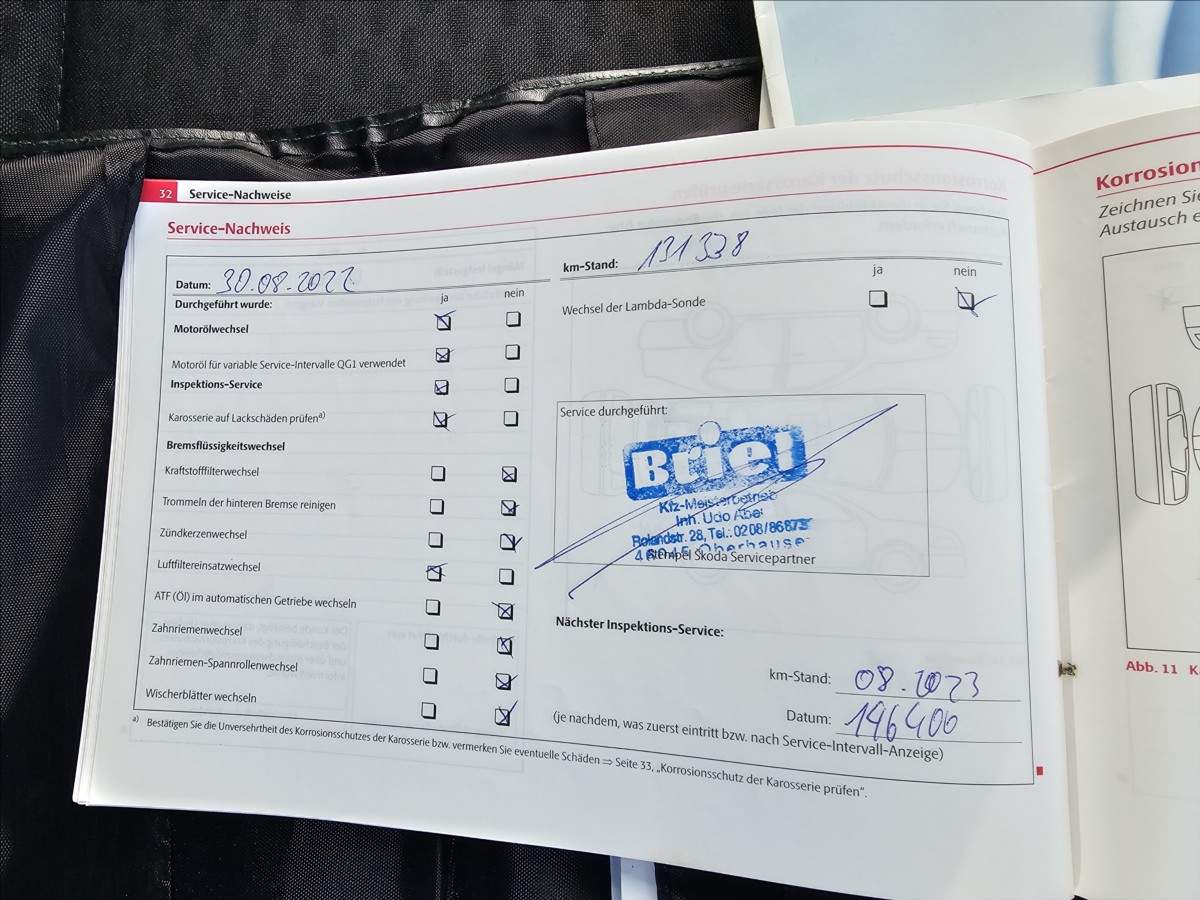 32 Service-Nachweise
Service-Nachweis
Datum: 30.08.2022
km-Stand: 131338
Durchgeführt wurde: ja nein
ja nein
Motorölwechsel
Wechsel der Lambda-Sonde
Motoröl für variable Service-Intervalle QG1 verwendet
Inspektions-Service
Karosserie auf Lackschäden prüfen a)
Bremsflüssigkeitswechsel
Kraftstofffilterwechsel
Trommeln der hinteren Bremse reinigen
Zündkerzenwechsel
Luftfiltereinsatzwechsel
ATF (Öl) im automatischen Getriebe wechseln
Zahnriemenwechsel
Zahnriemen-Spannrollenwechsel
Wischerblätter wechseln
Service durchgeführt:
Briel
Kfz-Meisterbetrieb
Inh. Udo Abel
Rolandstr. 28, Tel.: 0208/86873
Stempel Skoda Servicepartner
Nächster Inspektions-Service:
km-Stand: 08.2023
Datum: 146400
(je nachdem, was zuerst eintritt bzw. nach Service-Intervall-Anzeige)
a) Bestätigen Sie die Unversehrtheit des Korrosionsschutzes der Karosserie bzw. vermerken Sie eventuelle Schäden ⇒ Seite 33, „Korrosionsschutz der Karosserie prüfen“.
Korrosion
Zeichnen Sie
Austausch e
Abb. 11 K